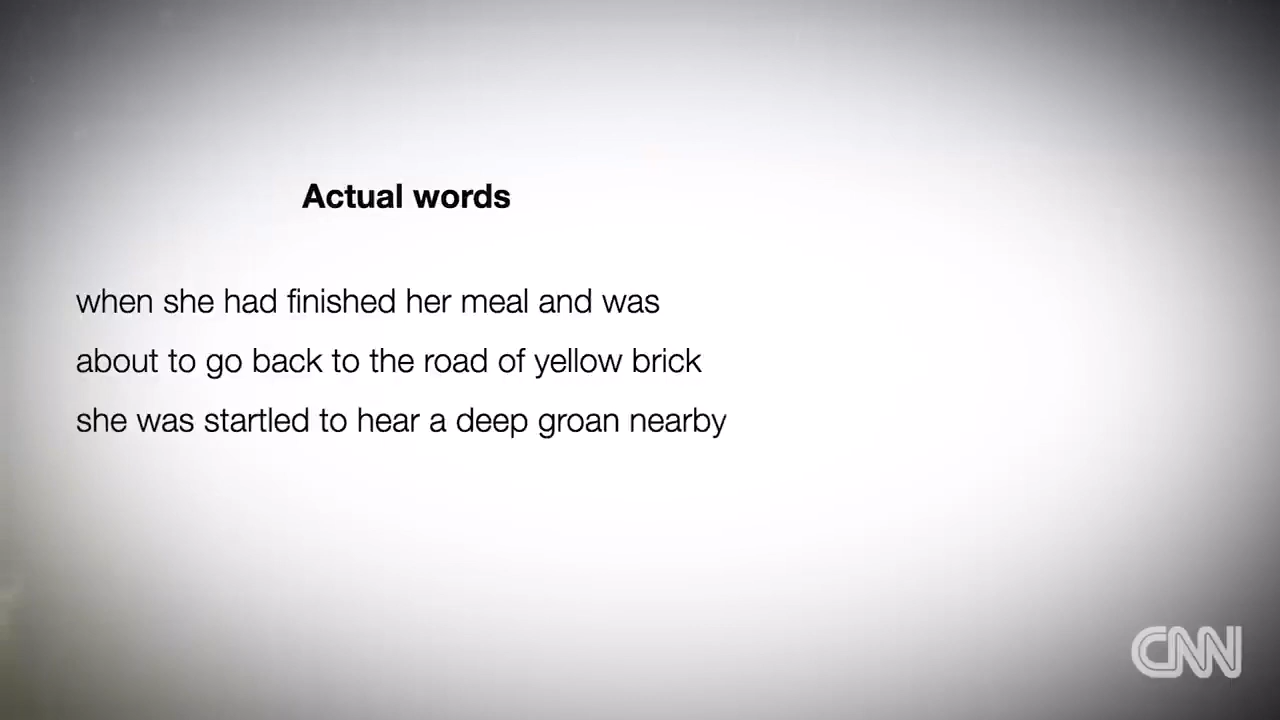 Actual words
when she had finished her meal and was
about to go back to the road of yellow brick
she was startled to hear a deep groan nearby
CNN